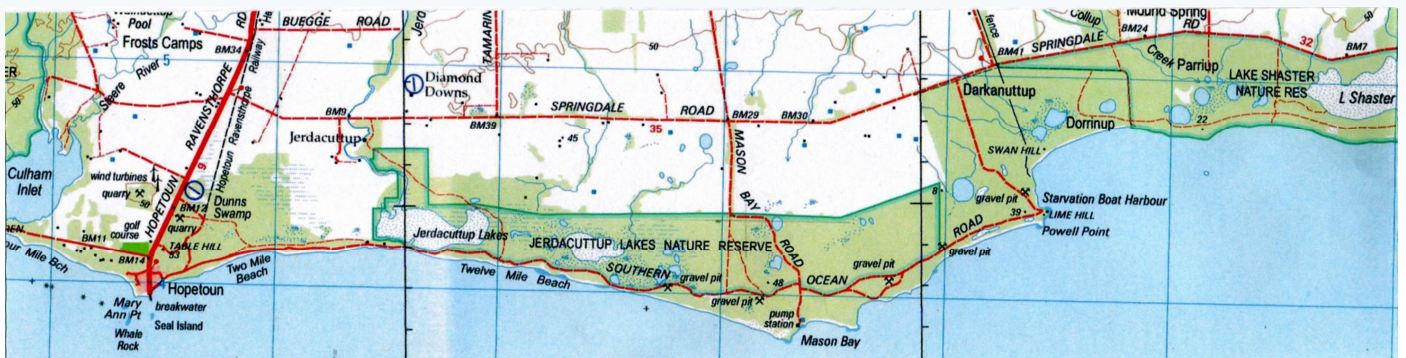 Pool
Frosts Camps
River 5
Steere
BM34
RD
BUEGGE ROAD
Railway
RAVENSTHORPE
HOPETOUN
9
Hopetoun Ravensthorpe
Culham
Inlet
wind turbines
quarry
50
BM12
quarry
Dunns
Swamp
golf
course
BM11
BM14
TABLE HILL
53
Mile Bch
Hopetoun
Mary
Ann Pt
breakwater
Seal Island
Whale
Rock
Two Mile
Beach
TAMARIN
Diamond
Downs
50
BM9
Jerdacuttup
BM39
SPRINGDALE ROAD
35
45
BM29
BM30
MASON BAY ROAD
Jerdacuttup Lakes
JERDACUTTUP LAKES NATURE RESERVE
Twelve Mile Beach
SOUTHERN OCEAN ROAD
gravel pit
gravel pit
48
gravel pit
pump
station
Mason Bay
8
fence
BM41
SPRINGDALE RD
Collup
Mound Spring
BM24
32
50
BM7
Creek
Parriup
LAKE SHASTER
NATURE RES
L Shaster
Darkanuttup
Dorrinup
22
SWAN HILL
gravel pit
39
Starvation Boat Harbour
LIME HILL
Powell Point
gravel pit